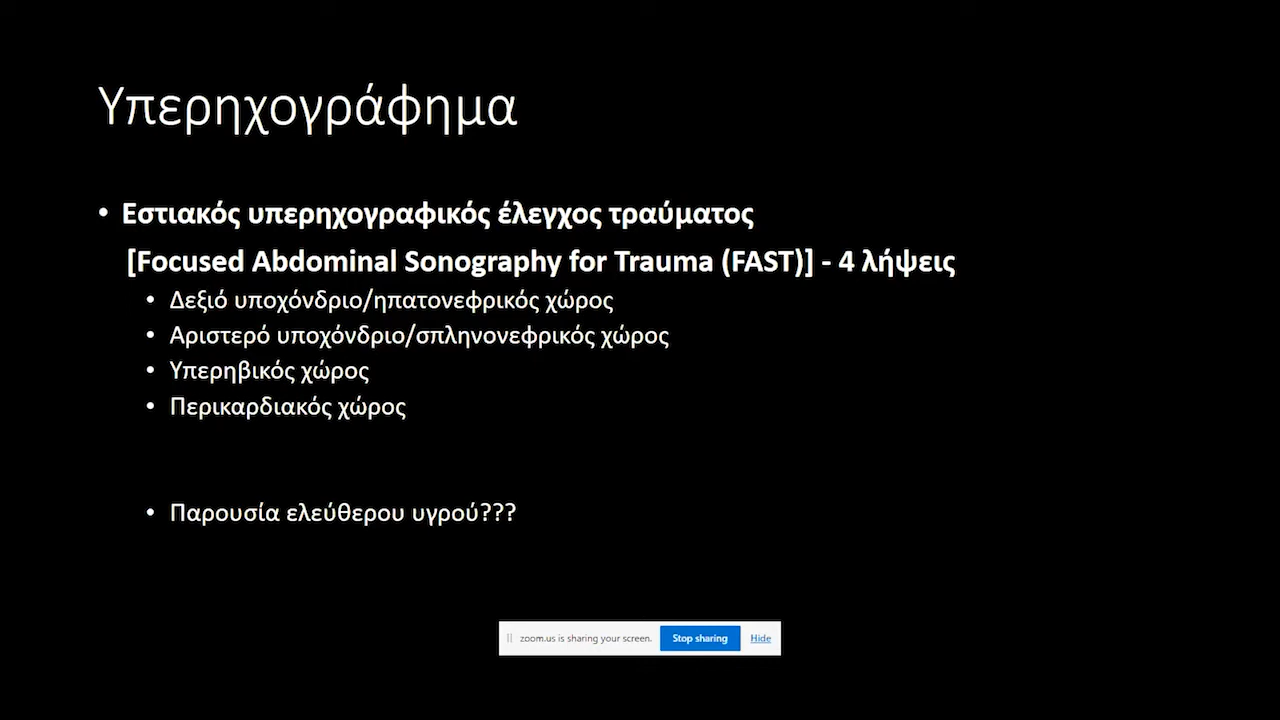 Υπερηχογράφημα
• Εστιακός υπερηχογραφικός έλεγχος τραύματος
[Focused Abdominal Sonography for Trauma (FAST)] - 4 λήψεις
• Δεξιό υποχόνδριο/ηπατονεφρικός χώρος
• Αριστερό υποχόνδριο/σπληνονεφρικός χώρος
• Υπερηβικός χώρος
• Περικαρδιακός χώρος
• Παρουσία ελεύθερου υγρού???
zoom.us is sharing your screen. Stop sharing Hide